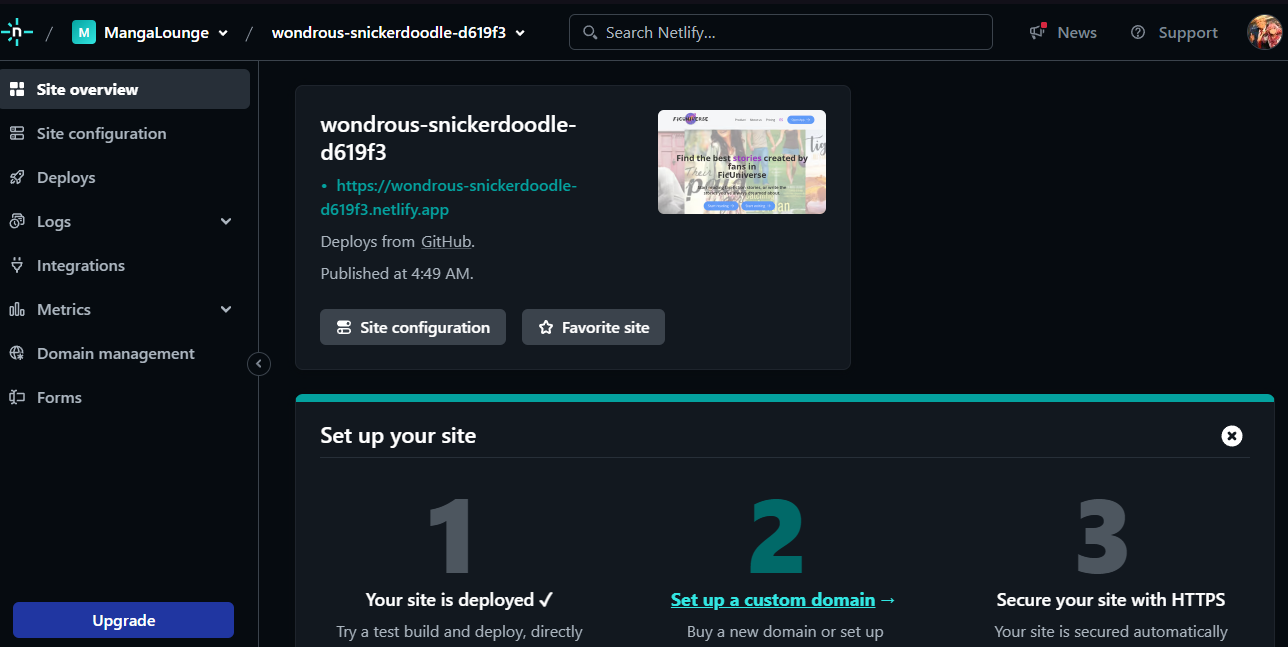 n / M MangaLounge / wondrous-snickerdoodle-d619f3 Search Netlify... News Support
Site overview
Site configuration
Deploys
Logs
Integrations
Metrics
Domain management
Forms
Upgrade
wondrous-snickerdoodle-
d619f3
• https://wondrous-snickerdoodle-
d619f3.netlify.app
Deploys from GitHub.
Published at 4:49 AM.
Site configuration
Favorite site
FICUNIVERSE
Product About us Pricing
Find the best stories created by
fans in
FicUniverse
Set up your site
1
Your site is deployed ✓
Try a test build and deploy, directly
2
Set up a custom domain →
Buy a new domain or set up
3
Secure your site with HTTPS
Your site is secured automatically